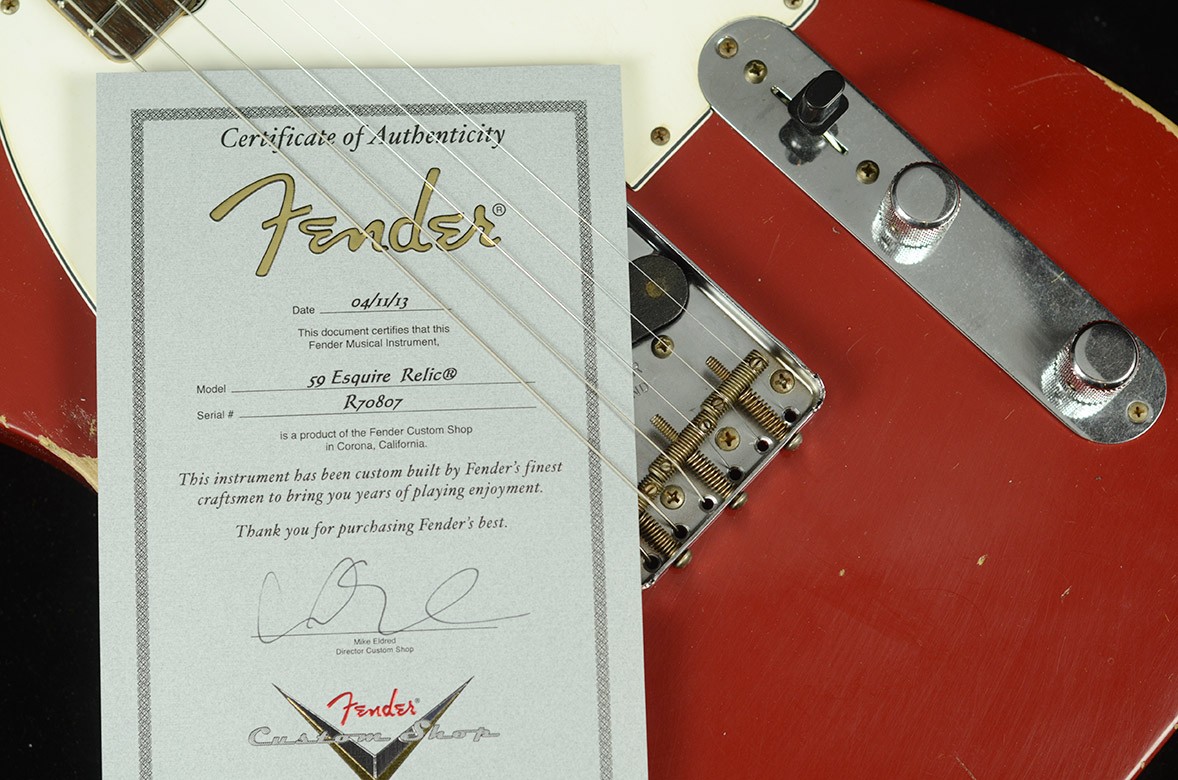 Certificate of Authenticity
Fender®
Date 04/11/13
This document certifies that this
Fender Musical Instrument,
Model 59 Esquire Relic®
Serial # R70807
is a product of the Fender Custom Shop
in Corona, California.
This instrument has been custom built by Fender's finest
craftsmen to bring you years of playing enjoyment.
Thank you for purchasing Fender's best.
Mike Eldred
Director Custom Shop
Fender®
Custom Shop